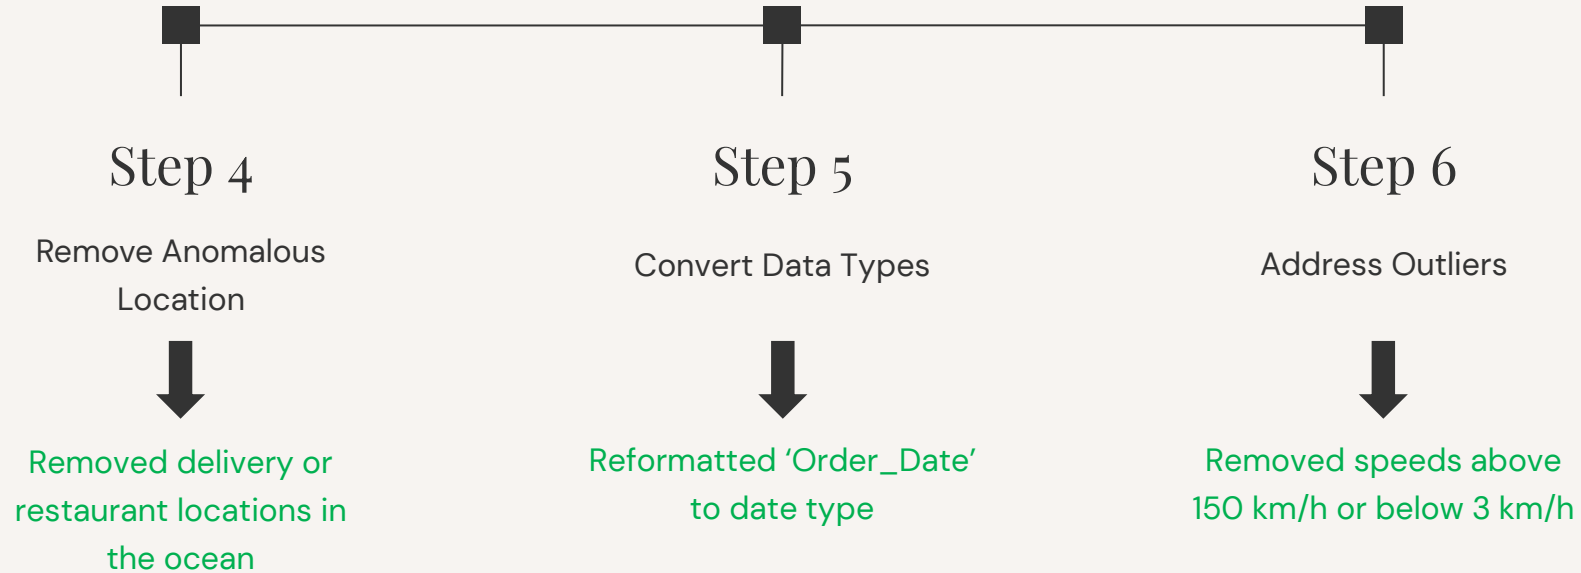 Step 4
Remove Anomalous
Location
Removed delivery or
restaurant locations in
the ocean
Step 5
Convert Data Types
Reformatted ‘Order_Date’
to date type
Step 6
Address Outliers
Removed speeds above
150 km/h or below 3 km/h